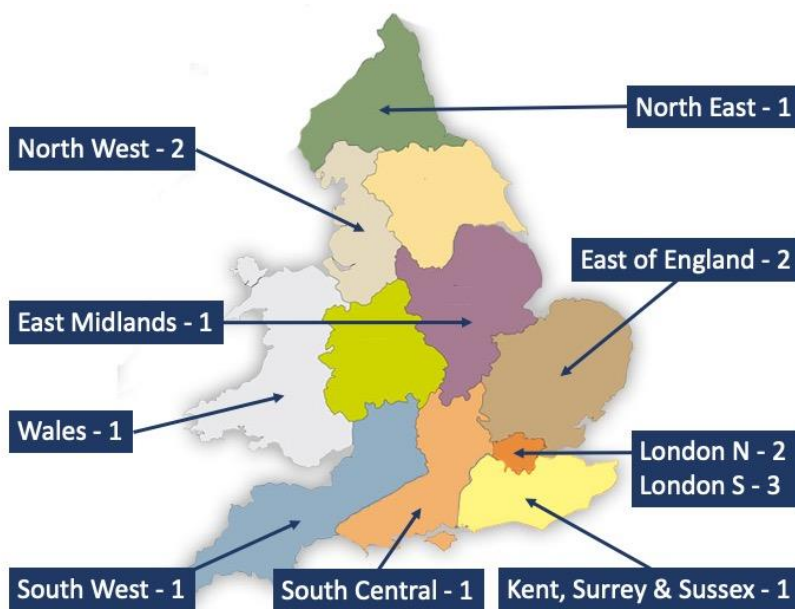 North East - 1
North West - 2
East of England - 2
East Midlands - 1
Wales - 1
London N - 2
London S - 3
South West - 1
South Central - 1
Kent, Surrey & Sussex - 1